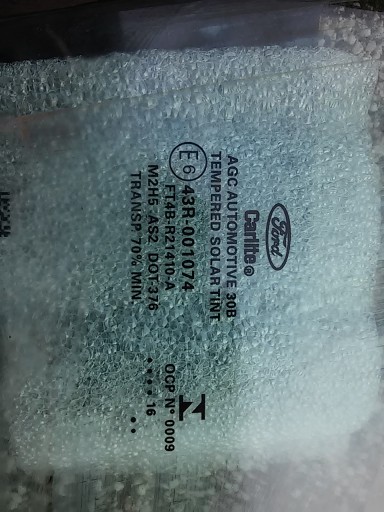 Ford
Carlite®
AGC AUTOMOTIVE 30B
TEMPERED SOLAR TINT
E6 43R-001074
FT4B-R21410-A
M2H5 AS2 DOT-376
TRANSP. 70% MIN
N
OCP N° 0009
•••• 16
••